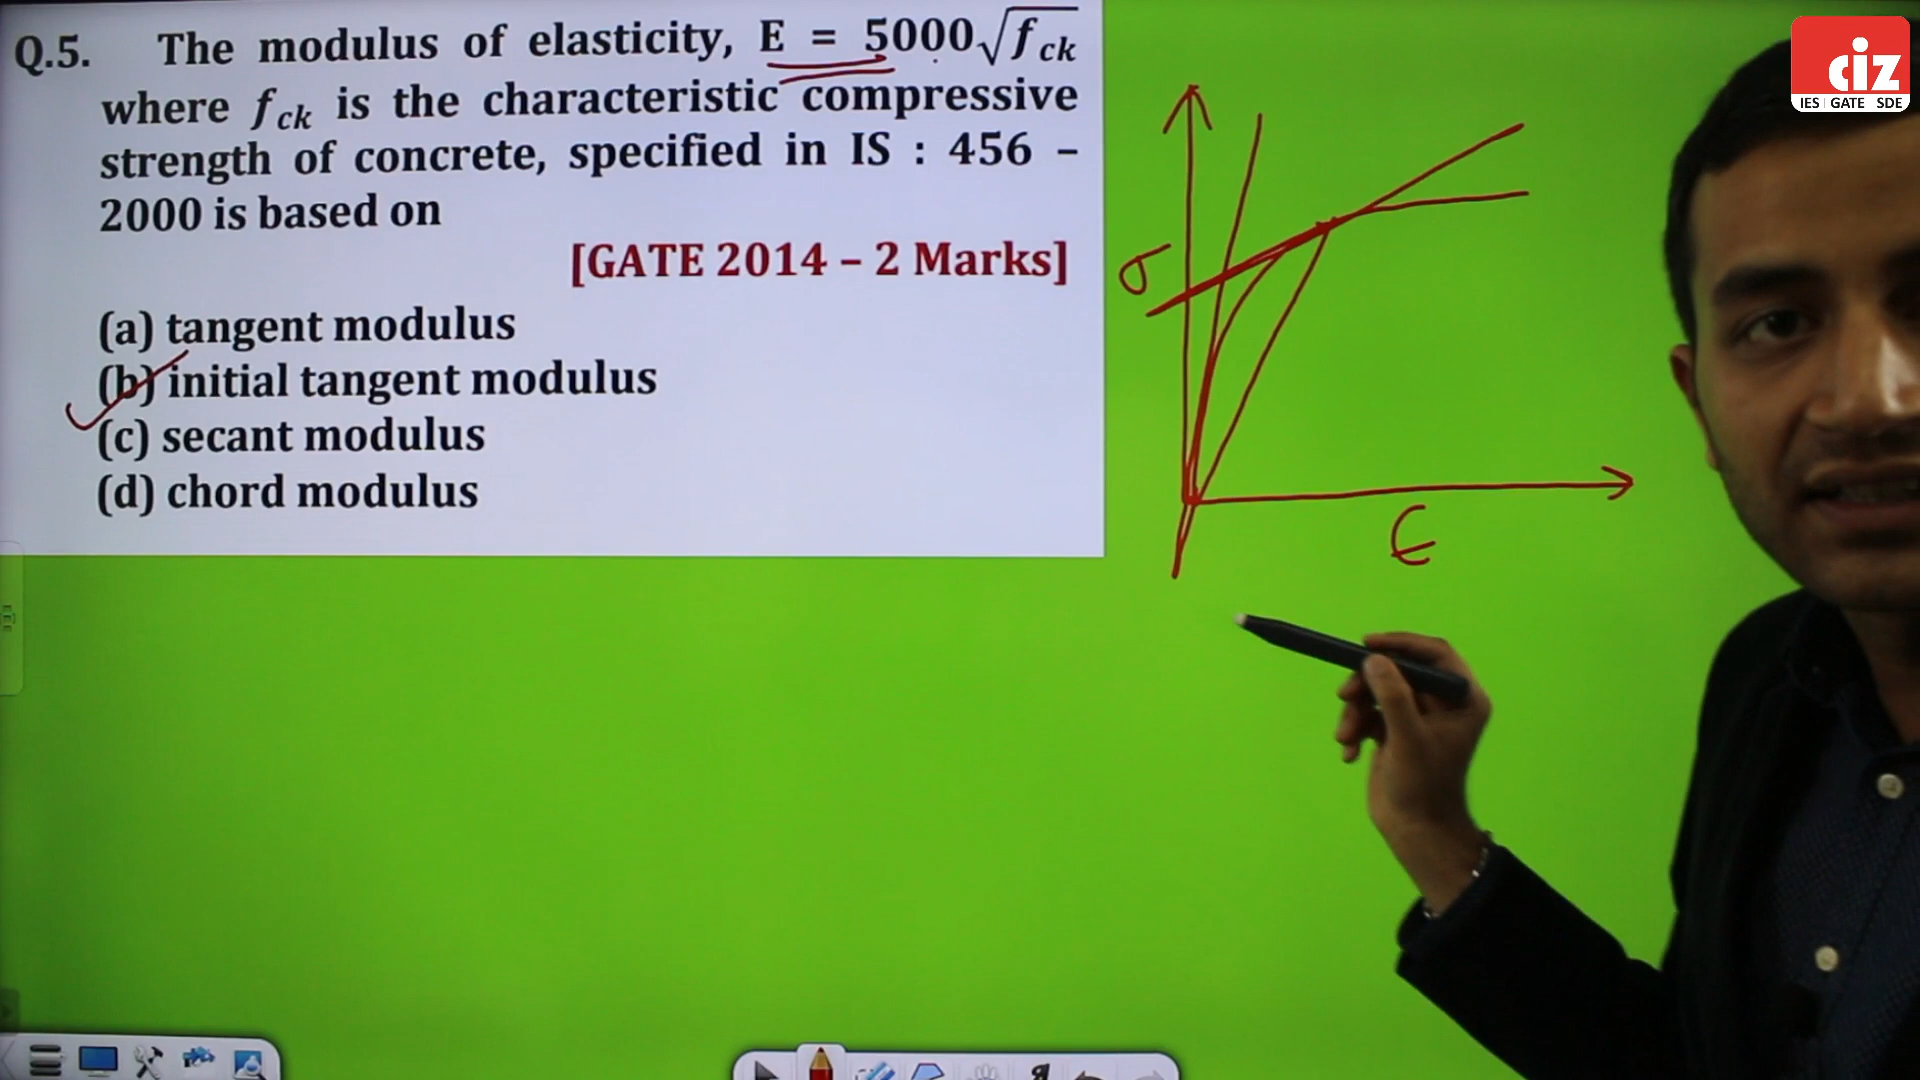 Q.5. The modulus of elasticity, E = 5000√f_ck
where f_ck is the characteristic compressive
strength of concrete, specified in IS : 456 –
2000 is based on
[GATE 2014 – 2 Marks]
(a) tangent modulus
(b) initial tangent modulus
(c) secant modulus
(d) chord modulus
σ
ϵ
ciz
IES | GATE SDE